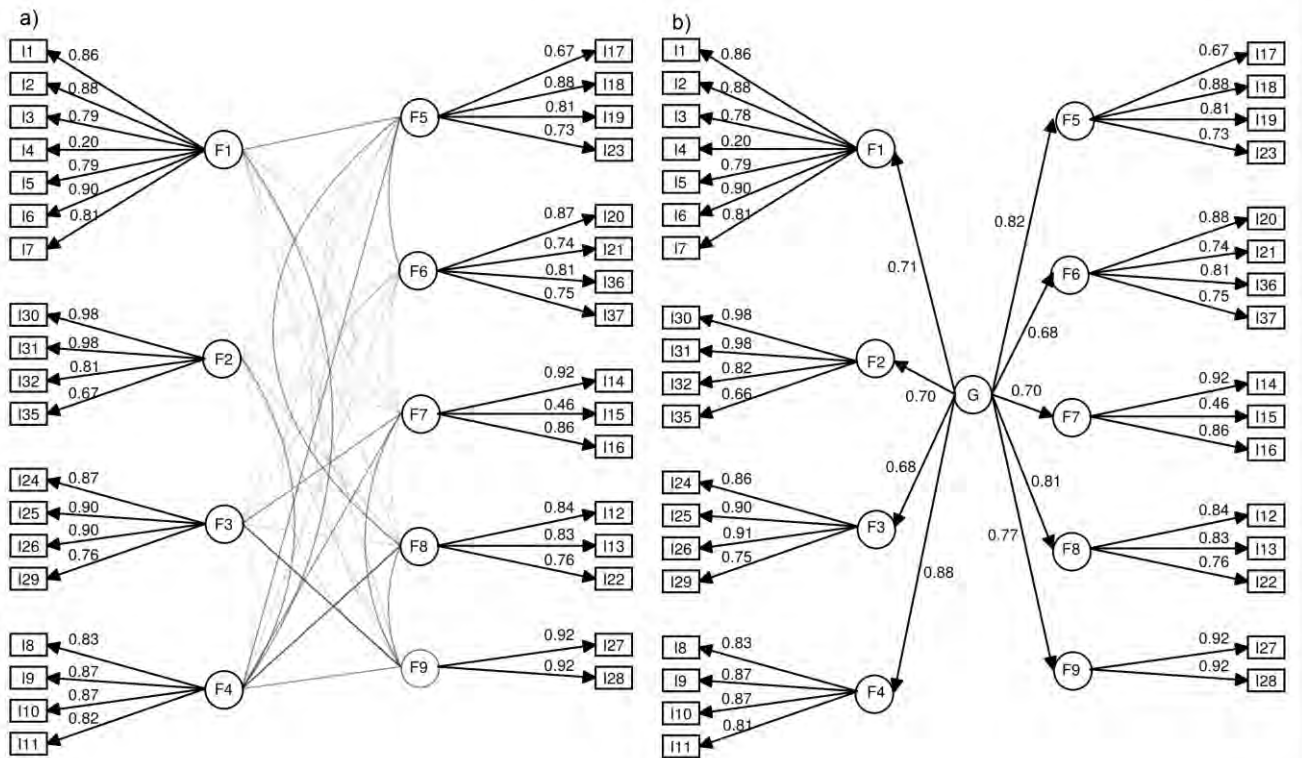 a)
I1 0.86
I2 0.88
I3 0.79
I4 0.20
I5 0.79
I6 0.90
I7 0.81
F1
I30 0.98
I31 0.98
I32 0.81
I35 0.67
F2
I24 0.87
I25 0.90
I26 0.90
I29 0.76
F3
I8 0.83
I9 0.87
I10 0.87
I11 0.82
F4
F5
0.67 I17
0.88 I18
0.81 I19
0.73 I23
F6
0.87 I20
0.74 I21
0.81 I36
0.75 I37
F7
0.92 I14
0.46 I15
0.86 I16
F8
0.84 I12
0.83 I13
0.76 I22
F9
0.92 I27
0.92 I28
b)
I1 0.86
I2 0.88
I3 0.78
I4 0.20
I5 0.79
I6 0.90
I7 0.81
F1
0.71
I30 0.98
I31 0.98
I32 0.82
I35 0.66
F2
0.70
I24 0.86
I25 0.90
I26 0.91
I29 0.75
F3
0.68
I8 0.83
I9 0.87
I10 0.87
I11 0.81
F4
0.88
G
0.82
F5
0.67 I17
0.88 I18
0.81 I19
0.73 I23
0.68
F6
0.88 I20
0.74 I21
0.81 I36
0.75 I37
0.70
F7
0.92 I14
0.46 I15
0.86 I16
0.81
F8
0.84 I12
0.83 I13
0.76 I22
0.77
F9
0.92 I27
0.92 I28